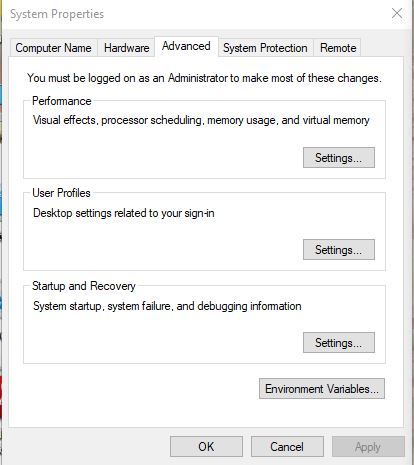 System Properties
Computer Name Hardware Advanced System Protection Remote
You must be logged on as an Administrator to make most of these changes.
Performance
Visual effects, processor scheduling, memory usage, and virtual memory
Settings...
User Profiles
Desktop settings related to your sign-in
Settings...
Startup and Recovery
System startup, system failure, and debugging information
Settings...
Environment Variables...
OK Cancel Apply